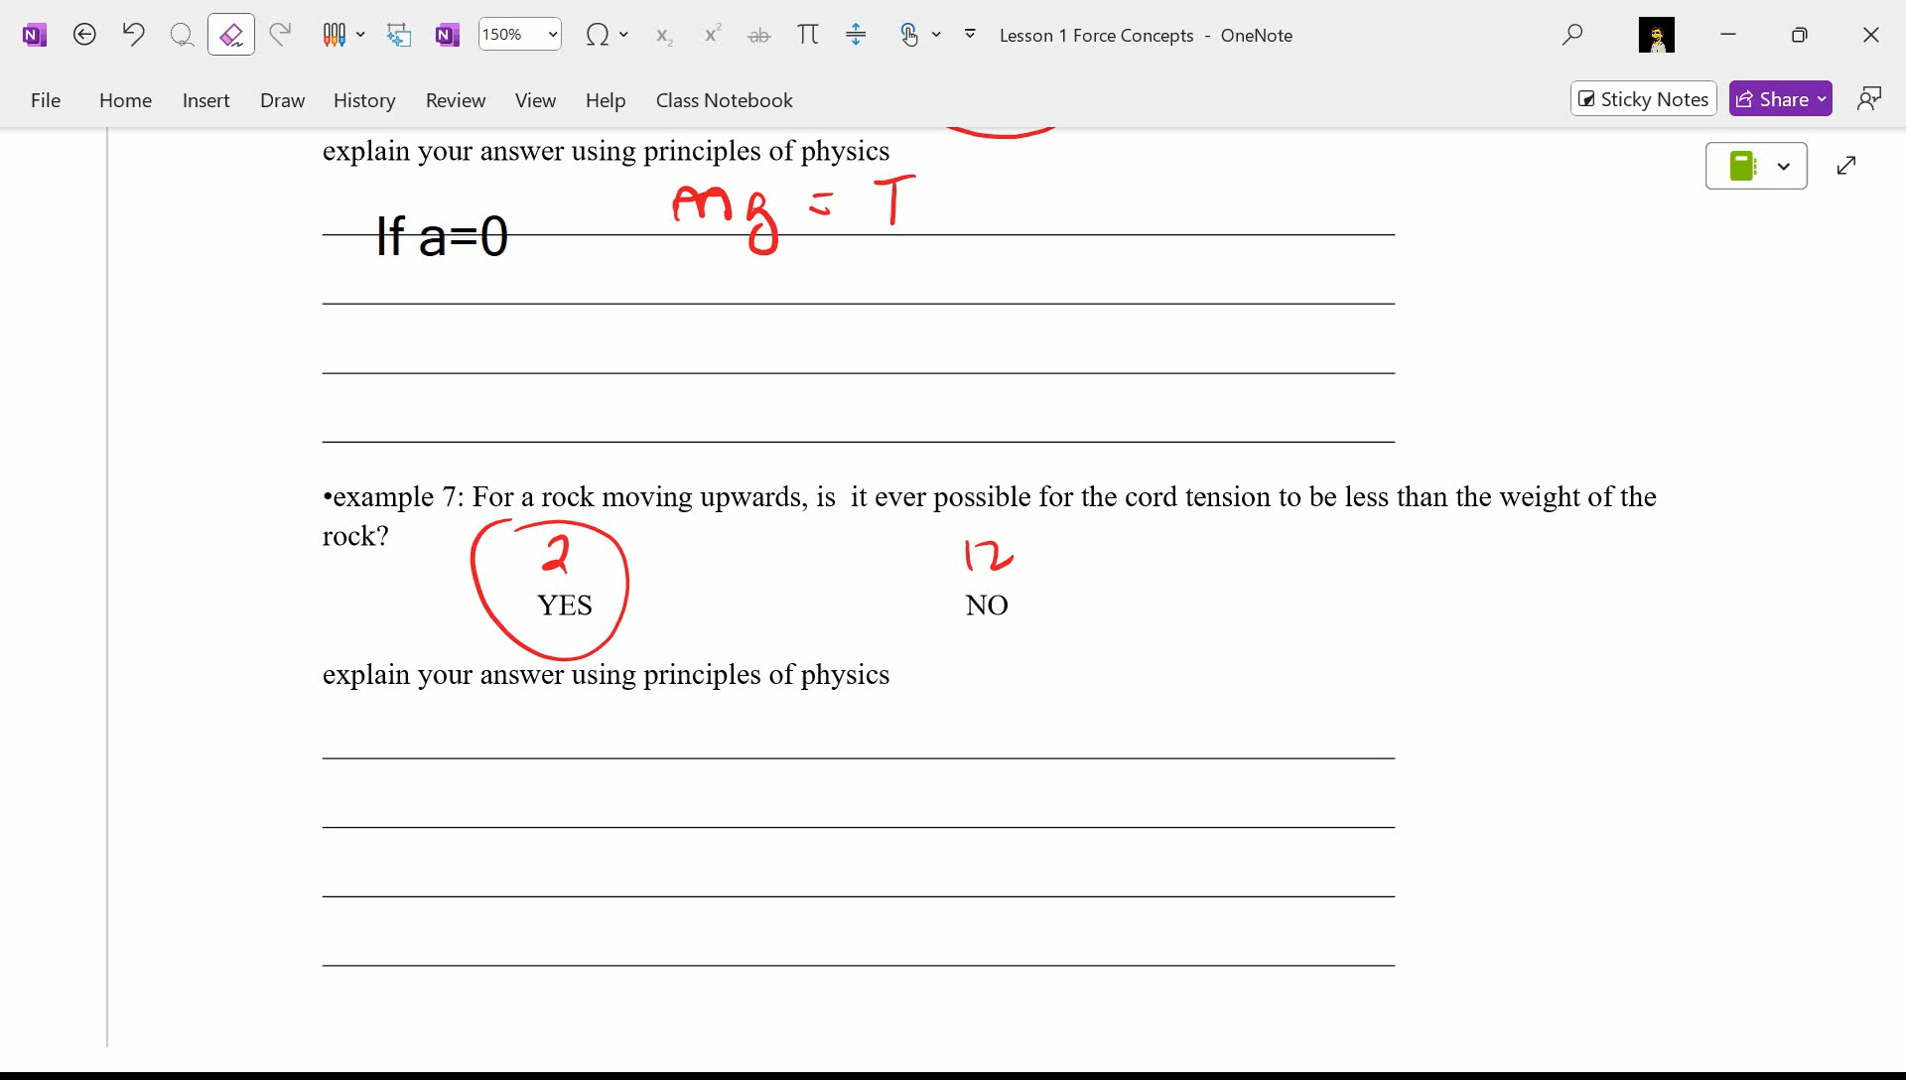 150%
Lesson 1 Force Concepts - OneNote
File Home Insert Draw History Review View Help Class Notebook
Sticky Notes Share
explain your answer using principles of physics
mg = T
If a=0
•example 7: For a rock moving upwards, is it ever possible for the cord tension to be less than the weight of the
rock?
2 12
YES NO
explain your answer using principles of physics